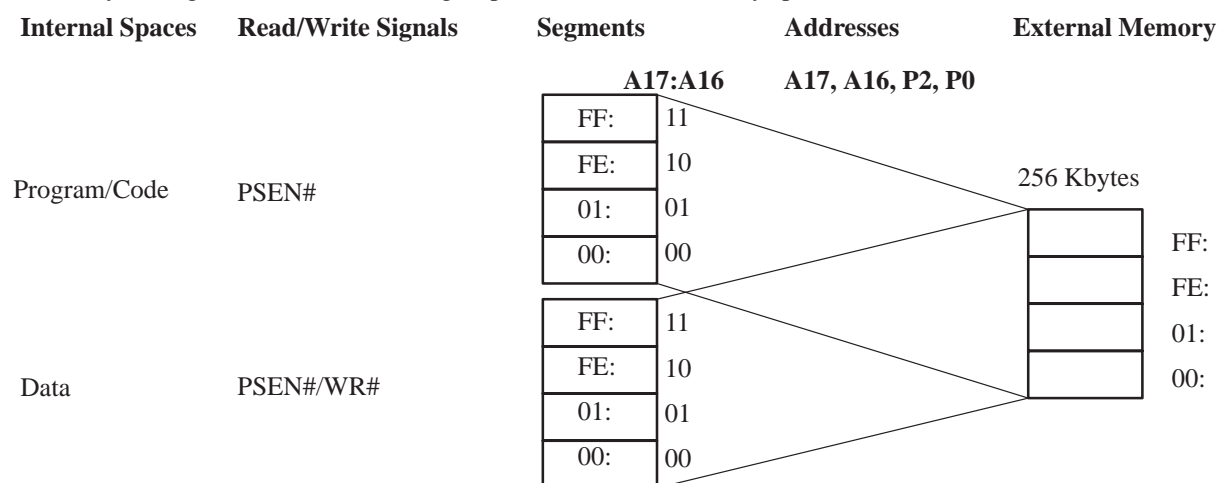 Internal Spaces Read/Write Signals Segments Addresses External Memory
A17:A16 A17, A16, P2, P0
FF: 11
FE: 10
01: 01
00: 00
Program/Code PSEN#
256 Kbytes
FF:
FE:
01:
00:
FF: 11
FE: 10
01: 01
00: 00
Data PSEN#/WR#